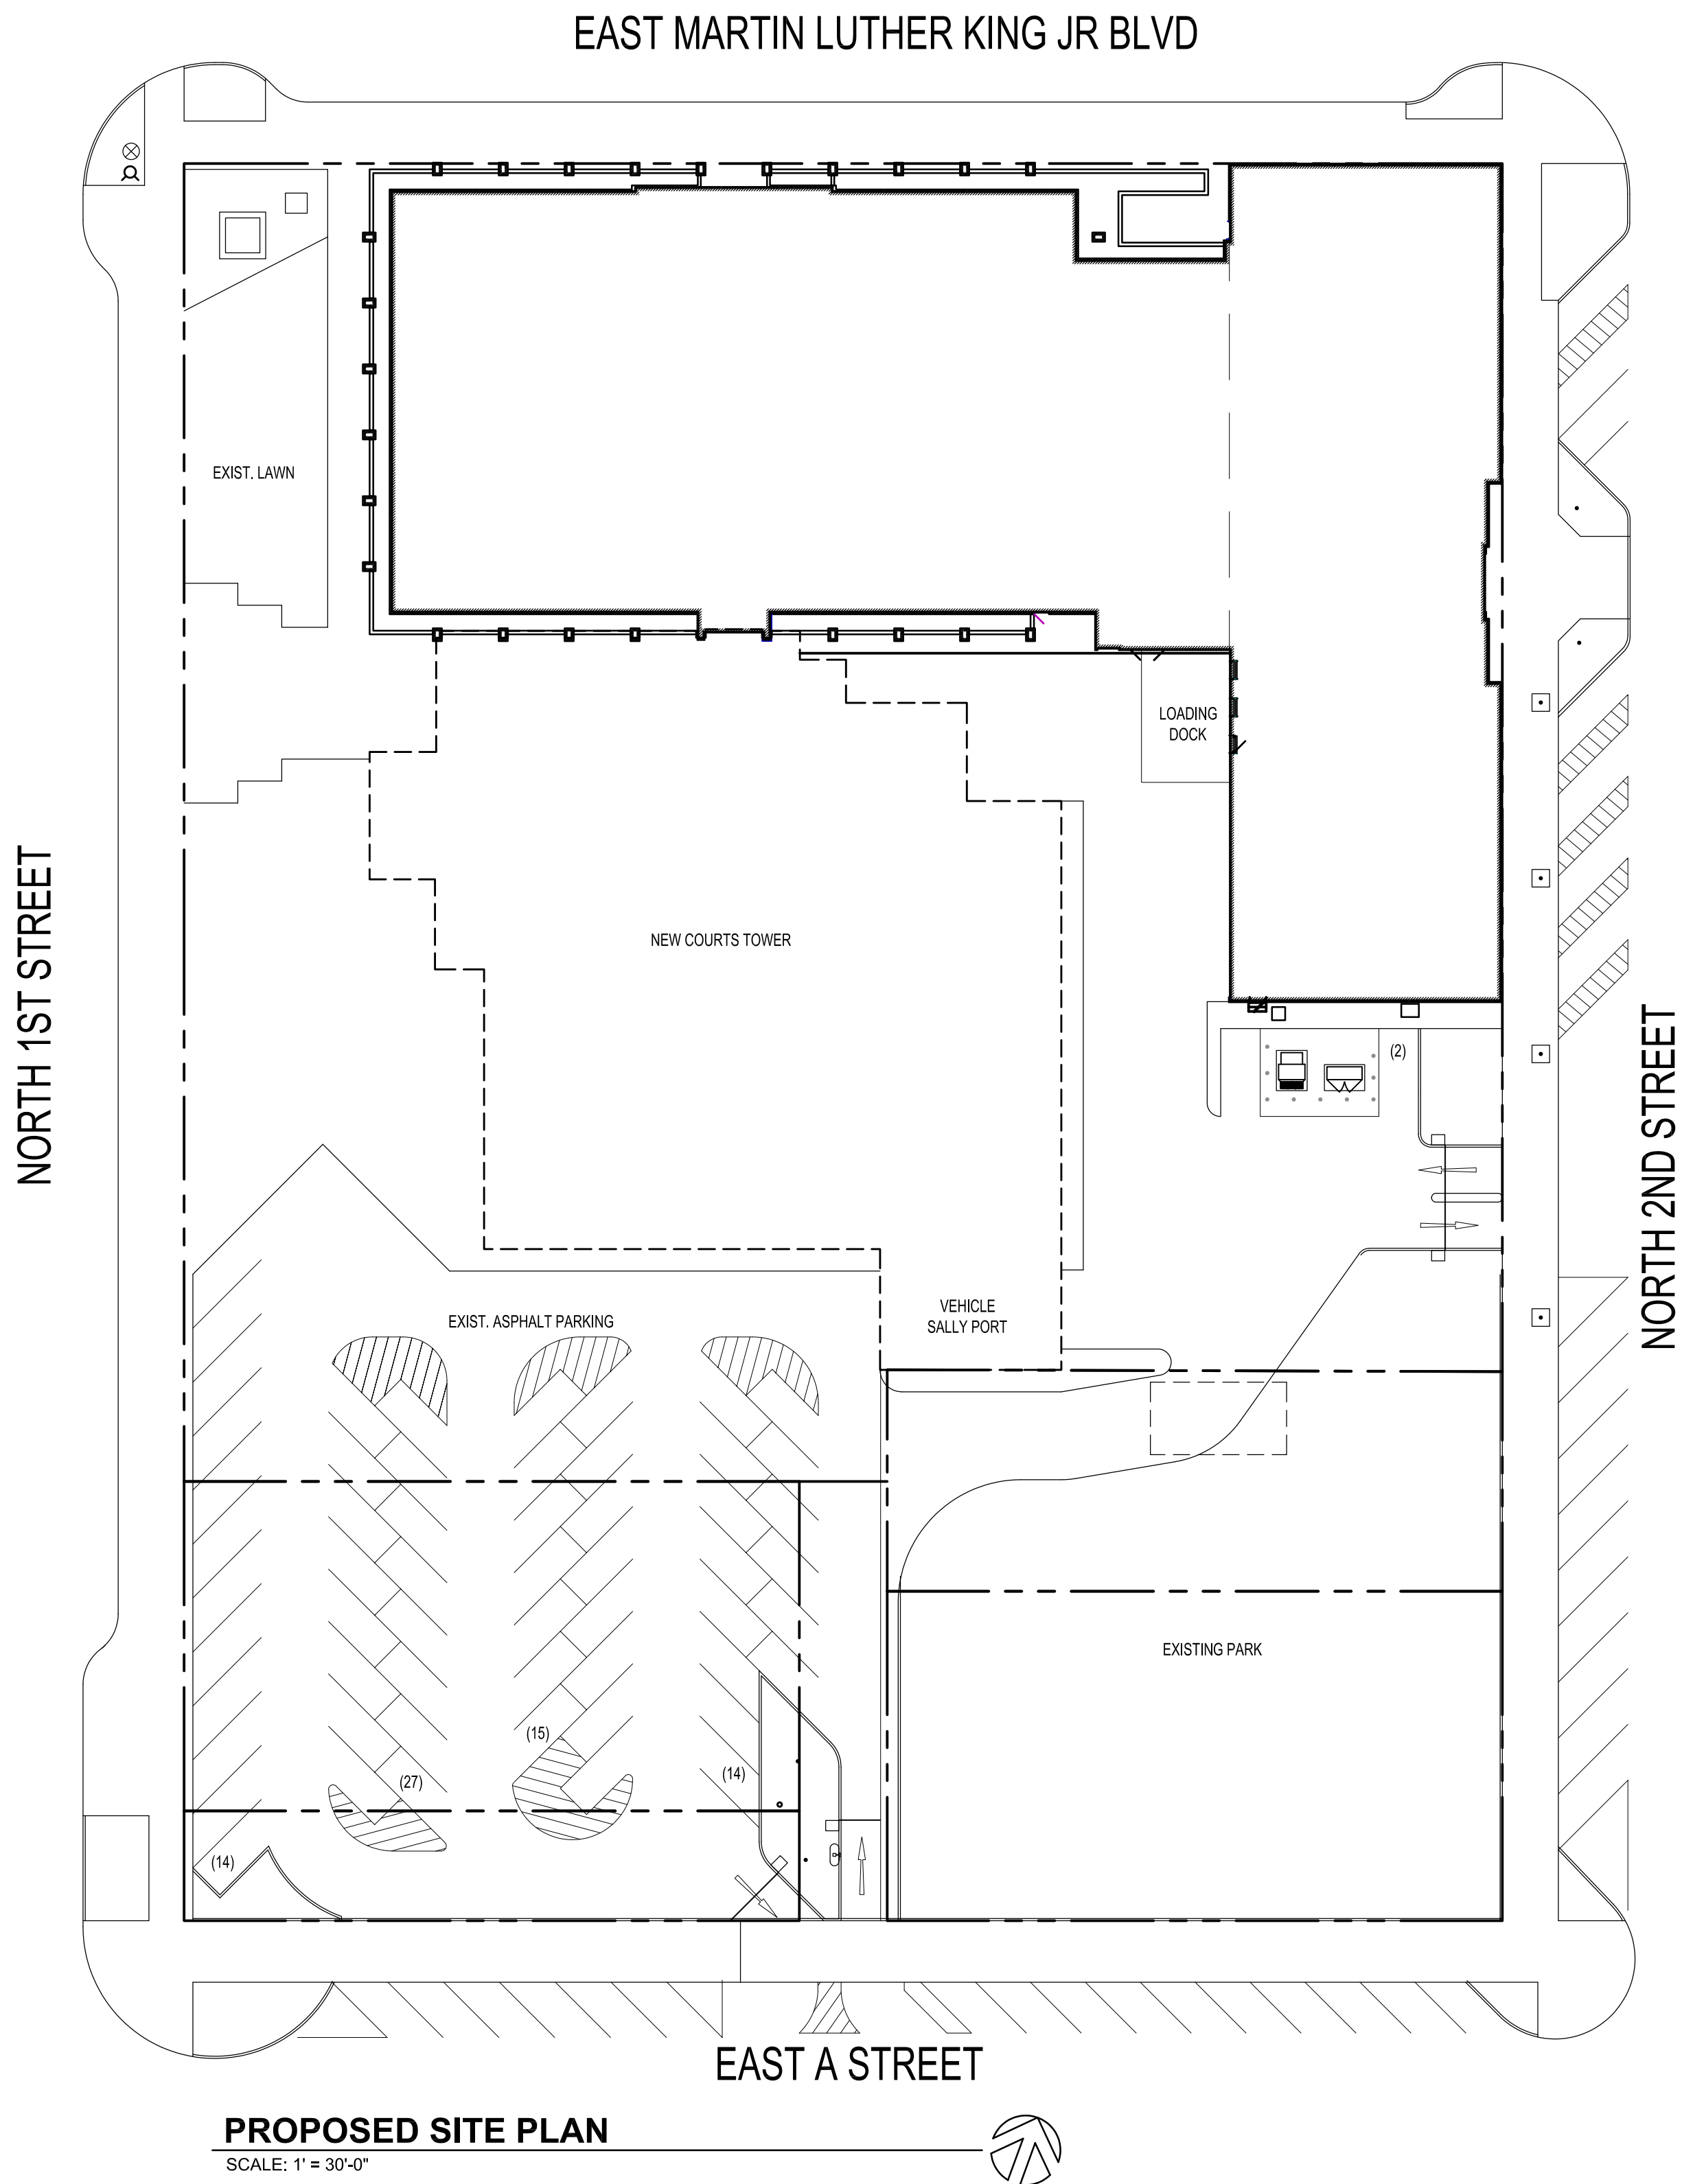 EAST MARTIN LUTHER KING JR BLVD
EXIST. LAWN
LOADING
DOCK
NORTH 1ST STREET
NEW COURTS TOWER
(2)
NORTH 2ND STREET
VEHICLE
SALLY PORT
EXIST. ASPHALT PARKING
EXISTING PARK
(15)
(14)
(27)
(14)
EAST A STREET
PROPOSED SITE PLAN
SCALE: 1' = 30'-0"